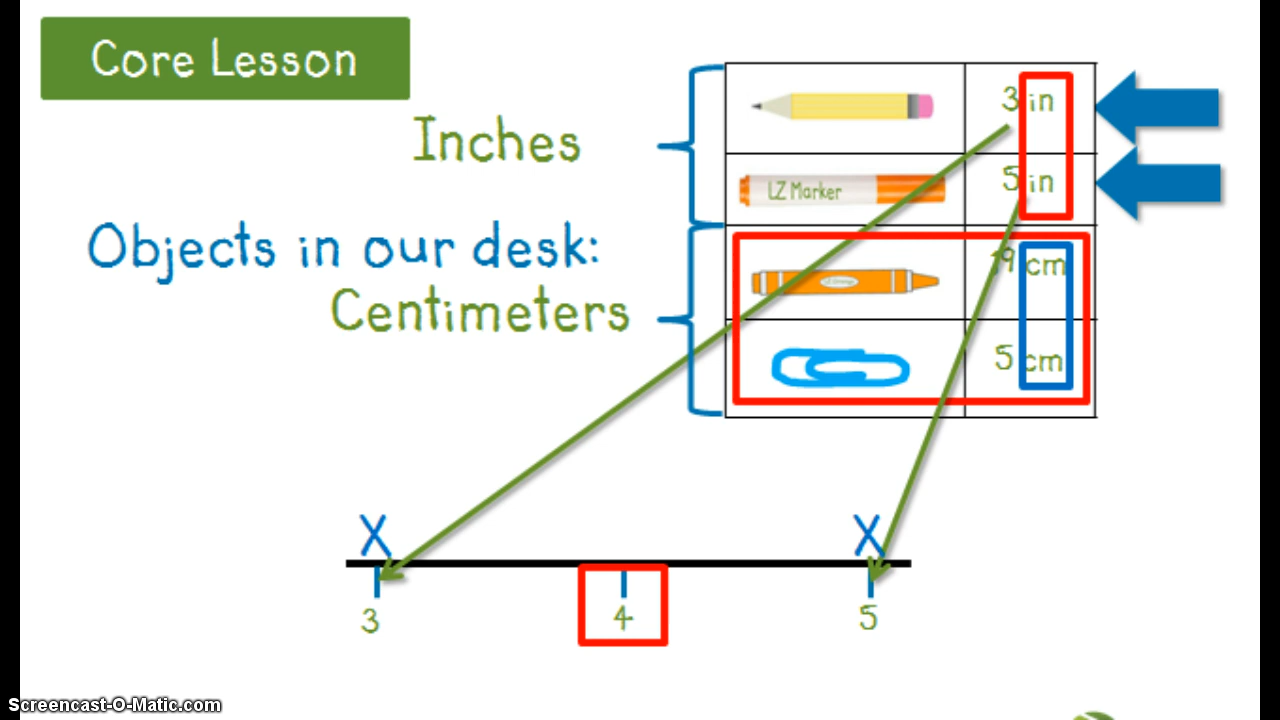 Core Lesson
Inches
3 in
LZ Marker
5 in
Objects in our desk:
Centimeters
19 cm
5 cm
X X
3 4 5
Screencast-O-Matic.com